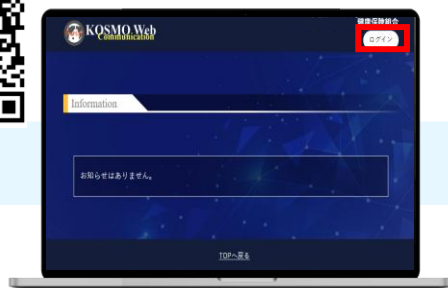 KOSMO Web
Communication
健康保険組合
ログイン
Information
お知らせはありません。
TOPへ戻る